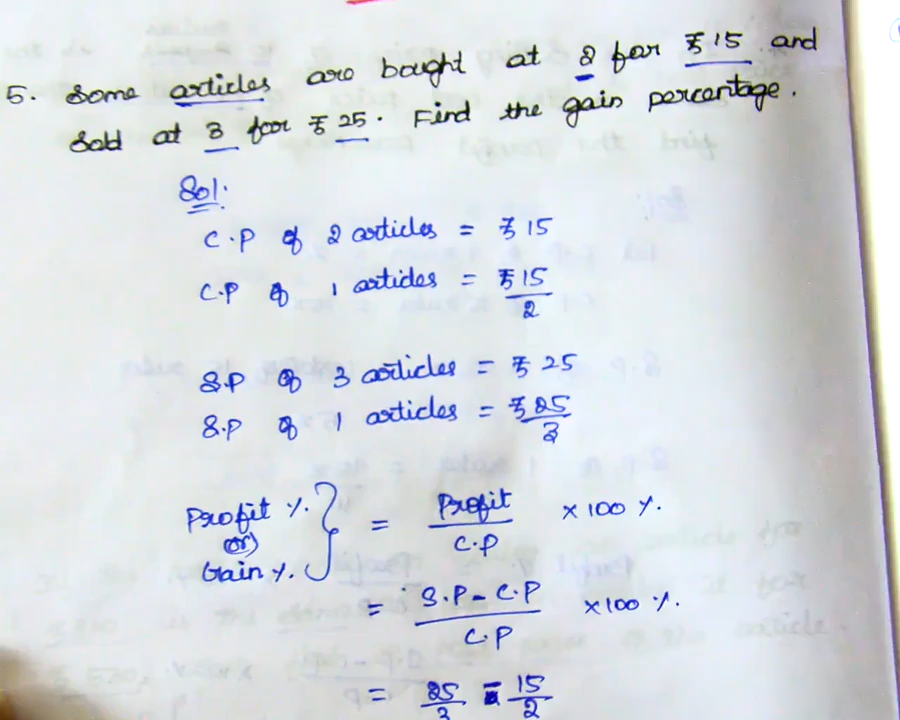 5. Some articles are bought at 2 for ₹15 and
Sold at 3 for ₹25. Find the gain percentage.
Sol:
C.P of 2 articles = ₹15
C.P of 1 articles = ₹15/2
S.P of 3 articles = ₹25
S.P of 1 articles = ₹25/3
Profit %. (or) Gain %. } = Profit/C.P × 100 %.
= S.P - C.P/C.P × 100 %.
= 25/3 - 15/2